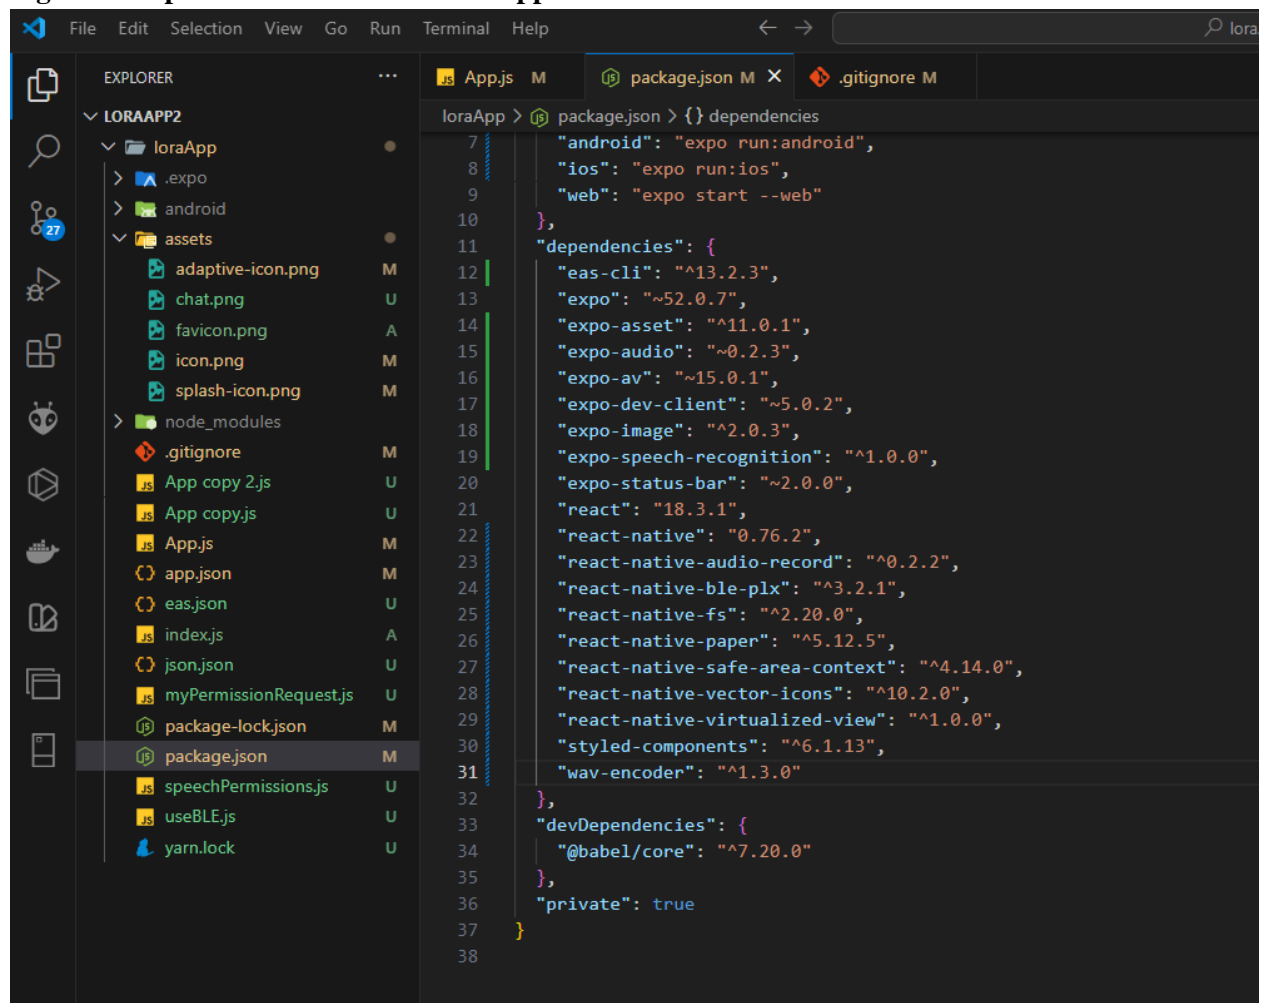 File Edit Selection View Go Run Terminal Help
lora
EXPLORER
LORAAPP2
loraApp
.expo
android
assets
adaptive-icon.png M
chat.png U
favicon.png A
icon.png M
splash-icon.png M
node_modules
.gitignore M
App copy 2.js U
App copy.js U
App.js M
app.json M
eas.json U
index.js A
json.json U
myPermissionRequest.js U
package-lock.json M
package.json M
speechPermissions.js U
useBLE.js U
yarn.lock U
27
App.js M package.json M .gitignore M
loraApp > package.json > {} dependencies
7 "android": "expo run:android",
8 "ios": "expo run:ios",
9 "web": "expo start --web"
10 },
11 "dependencies": {
12 "eas-cli": "^13.2.3",
13 "expo": "~52.0.7",
14 "expo-asset": "^11.0.1",
15 "expo-audio": "~0.2.3",
16 "expo-av": "~15.0.1",
17 "expo-dev-client": "~5.0.2",
18 "expo-image": "^2.0.3",
19 "expo-speech-recognition": "^1.0.0",
20 "expo-status-bar": "~2.0.0",
21 "react": "18.3.1",
22 "react-native": "0.76.2",
23 "react-native-audio-record": "^0.2.2",
24 "react-native-ble-plx": "^3.2.1",
25 "react-native-fs": "^2.20.0",
26 "react-native-paper": "^5.12.5",
27 "react-native-safe-area-context": "^4.14.0",
28 "react-native-vector-icons": "^10.2.0",
29 "react-native-virtualized-view": "^1.0.0",
30 "styled-components": "^6.1.13",
31 "wav-encoder": "^1.3.0"
32 },
33 "devDependencies": {
34 "@babel/core": "^7.20.0"
35 },
36 "private": true
37 }
38